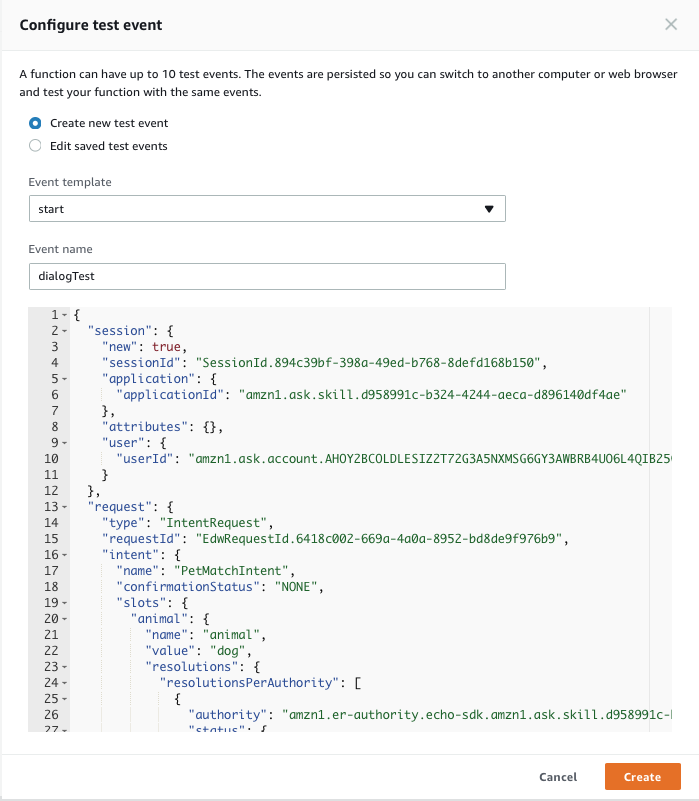 Configure test event
A function can have up to 10 test events. The events are persisted so you can switch to another computer or web browser
and test your function with the same events.
Create new test event
Edit saved test events
Event template
start
Event name
dialogTest
1 {
2 "session": {
3 "new": true,
4 "sessionId": "SessionId.894c39bf-398a-49ed-b768-8defd168b150",
5 "application": {
6 "applicationId": "amzn1.ask.skill.d958991c-b324-4244-aeca-d896140df4ae"
7 },
8 "attributes": {},
9 "user": {
10 "userId": "amzn1.ask.account.AHOY2BCOLDLESIZ2T72G3A5NXMSG6GY3AWBRB4UO6L4QIB25
11 }
12 },
13 "request": {
14 "type": "IntentRequest",
15 "requestId": "EdwRequestId.6418c002-669a-4a0a-8952-bd8de9f976b9",
16 "intent": {
17 "name": "PetMatchIntent",
18 "confirmationStatus": "NONE",
19 "slots": {
20 "animal": {
21 "name": "animal",
22 "value": "dog",
23 "resolutions": {
24 "resolutionsPerAuthority": [
25 {
26 "authority": "amzn1.er-authority.echo-sdk.amzn1.ask.skill.d958991c-
27 "status": {
Cancel
Create